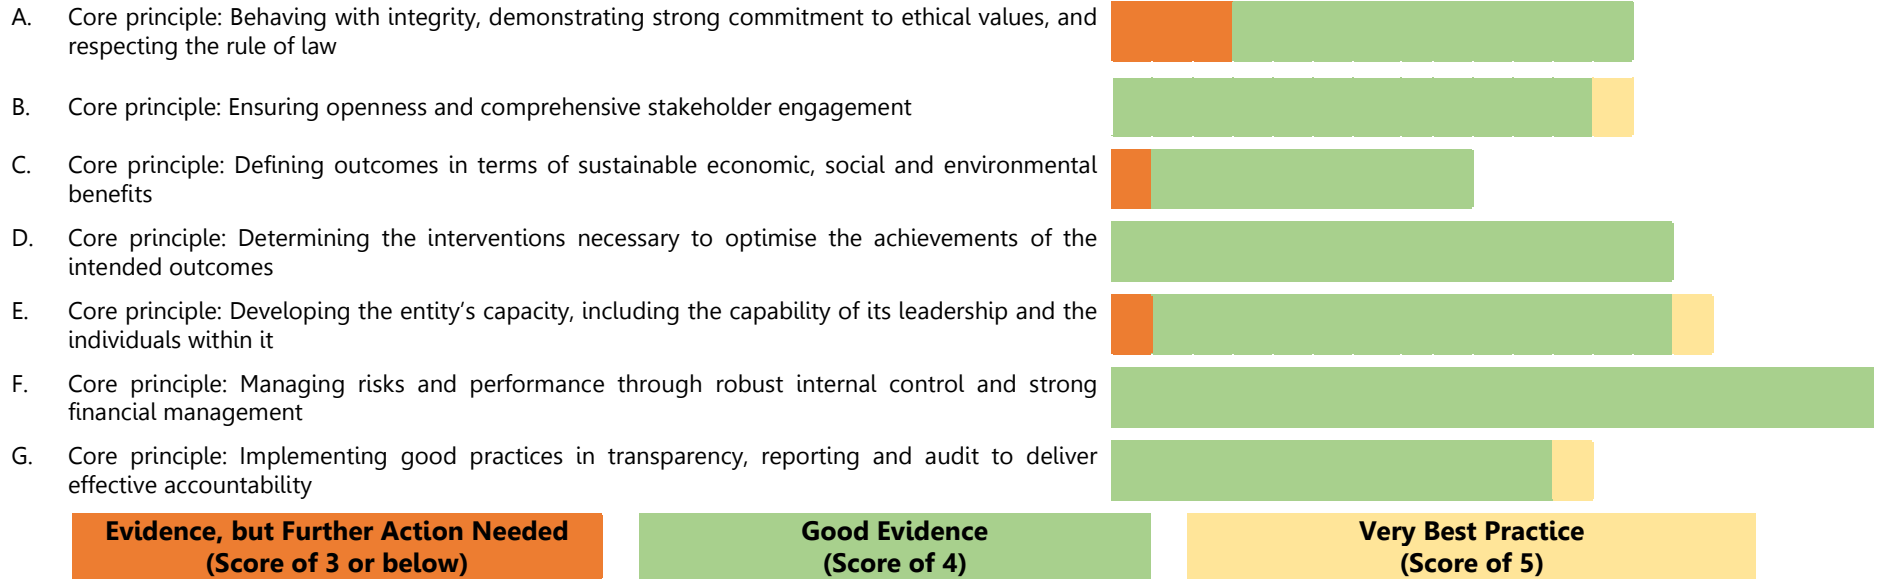 A. Core principle: Behaving with integrity, demonstrating strong commitment to ethical values, and
respecting the rule of law
B. Core principle: Ensuring openness and comprehensive stakeholder engagement
C. Core principle: Defining outcomes in terms of sustainable economic, social and environmental
benefits
D. Core principle: Determining the interventions necessary to optimise the achievements of the
intended outcomes
E. Core principle: Developing the entity’s capacity, including the capability of its leadership and the
individuals within it
F. Core principle: Managing risks and performance through robust internal control and strong
financial management
G. Core principle: Implementing good practices in transparency, reporting and audit to deliver
effective accountability
Evidence, but Further Action Needed
(Score of 3 or below)
Good Evidence
(Score of 4)
Very Best Practice
(Score of 5)